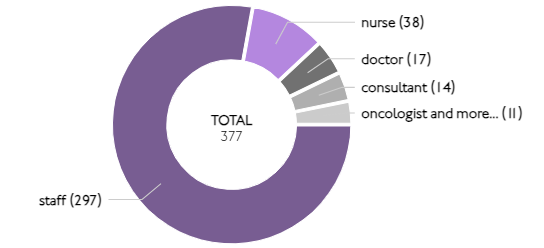 nurse (38)
doctor (17)
consultant (14)
oncologist and more... (11)
TOTAL
377
staff (297)